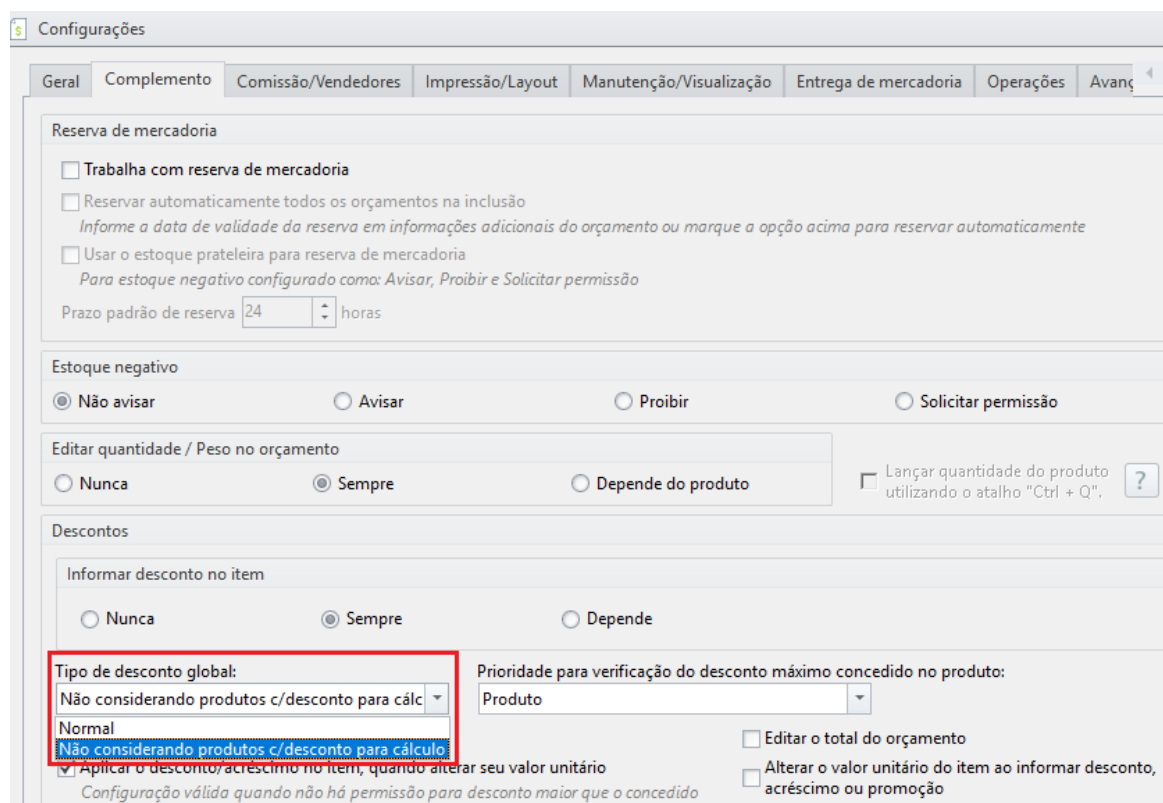 Configurações
Geral Complemento Comissão/Vendedores Impressão/Layout Manutenção/Visualização Entrega de mercadoria Operações Avanç
Reserva de mercadoria
Trabalha com reserva de mercadoria
Reservar automaticamente todos os orçamentos na inclusão
Informe a data de validade da reserva em informações adicionais do orçamento ou marque a opção acima para reservar automaticamente
Usar o estoque prateleira para reserva de mercadoria
Para estoque negativo configurado como: Avisar, Proibir e Solicitar permissão
Prazo padrão de reserva 24 horas
Estoque negativo
Não avisar Avisar Proibir Solicitar permissão
Editar quantidade / Peso no orçamento
Nunca Sempre Depende do produto
Lançar quantidade do produto
utilizando o atalho "Ctrl + Q". ?
Descontos
Informar desconto no item
Nunca Sempre Depende
Tipo de desconto global: Prioridade para verificação do desconto máximo concedido no produto:
Não considerando produtos c/desconto para cálc Produto
Normal
Não considerando produtos c/desconto para cálculo
Editar o total do orçamento
Aplicar o desconto/acréscimo no item, quando alterar seu valor unitário
Configuração válida quando não há permissão para desconto maior que o concedido
Alterar o valor unitário do item ao informar desconto,
acréscimo ou promoção